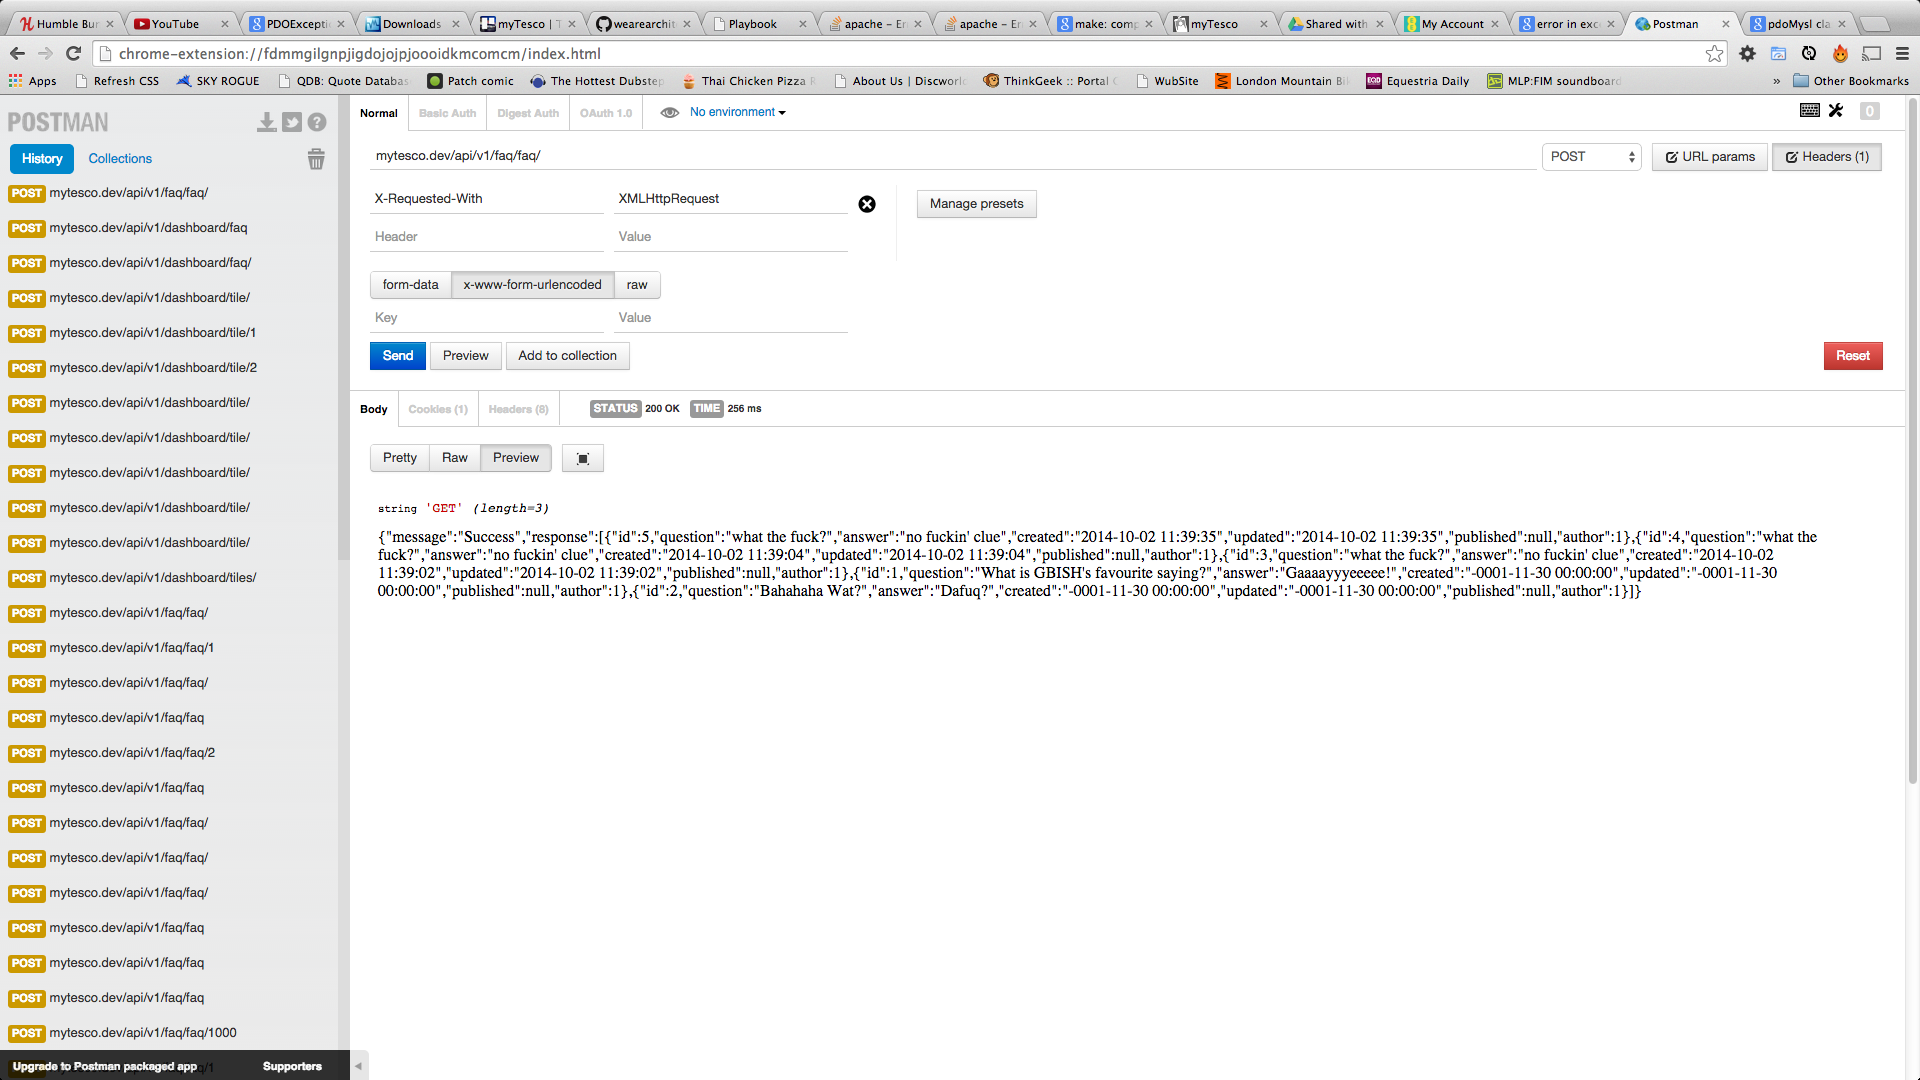 Humble Bun
YouTube
PDOExcepti
Downloads
myTesco | T
wearearchit
Playbook
apache – Er
apache – Er
make: comp
myTesco
Shared with
My Account
error in exce
Postman
pdoMysl cla
chrome-extension://fdmmgilgnpjigdojojpjoooidkmcomcm/index.html
Apps
Refresh CSS
SKY ROGUE
QDB: Quote Databas
Patch comic
The Hottest Dubstep
Thai Chicken Pizza R
About Us | Discworl
ThinkGeek :: Portal
WubSite
London Mountain Bi
Equestria Daily
MLP:FIM soundboard
»
Other Bookmarks
POSTMAN
History
Collections
POST mytesco.dev/api/v1/faq/faq/
POST mytesco.dev/api/v1/dashboard/faq
POST mytesco.dev/api/v1/dashboard/faq/
POST mytesco.dev/api/v1/dashboard/tile/
POST mytesco.dev/api/v1/dashboard/tile/1
POST mytesco.dev/api/v1/dashboard/tile/2
POST mytesco.dev/api/v1/dashboard/tile/
POST mytesco.dev/api/v1/dashboard/tile/
POST mytesco.dev/api/v1/dashboard/tile/
POST mytesco.dev/api/v1/dashboard/tile/
POST mytesco.dev/api/v1/dashboard/tile/
POST mytesco.dev/api/v1/dashboard/tiles/
POST mytesco.dev/api/v1/faq/faq/
POST mytesco.dev/api/v1/faq/faq/1
POST mytesco.dev/api/v1/faq/faq/
POST mytesco.dev/api/v1/faq/faq
POST mytesco.dev/api/v1/faq/faq/2
POST mytesco.dev/api/v1/faq/faq
POST mytesco.dev/api/v1/faq/faq/
POST mytesco.dev/api/v1/faq/faq/
POST mytesco.dev/api/v1/faq/faq/
POST mytesco.dev/api/v1/faq/faq
POST mytesco.dev/api/v1/faq/faq
POST mytesco.dev/api/v1/faq/faq
POST mytesco.dev/api/v1/faq/faq/1000
Upgrade to Postman packaged app
Supporters
Normal
Basic Auth
Digest Auth
OAuth 1.0
No environment
0
mytesco.dev/api/v1/faq/faq/
POST
URL params
Headers (1)
X-Requested-With
XMLHttpRequest
Manage presets
Header
Value
form-data
x-www-form-urlencoded
raw
Key
Value
Send
Preview
Add to collection
Reset
Body
Cookies (1)
Headers (8)
STATUS 200 OK
TIME 256 ms
Pretty
Raw
Preview
string 'GET' (length=3)
{"message":"Success","response":[{"id":5,"question":"what the fuck?","answer":"no fuckin' clue","created":"2014-10-02 11:39:35","updated":"2014-10-02 11:39:35","published":null,"author":1},{"id":4,"question":"what the
fuck?","answer":"no fuckin' clue","created":"2014-10-02 11:39:04","updated":"2014-10-02 11:39:04","published":null,"author":1},{"id":3,"question":"what the fuck?","answer":"no fuckin' clue","created":"2014-10-02
11:39:02","updated":"2014-10-02 11:39:02","published":null,"author":1},{"id":1,"question":"What is GBISH's favourite saying?","answer":"Gaaaayyyeeeee!","created":"-0001-11-30 00:00:00","updated":"-0001-11-30
00:00:00","published":null,"author":1},{"id":2,"question":"Bahahaha Wat?","answer":"Dafuq?","created":"-0001-11-30 00:00:00","updated":"-0001-11-30 00:00:00","published":null,"author":1}]}